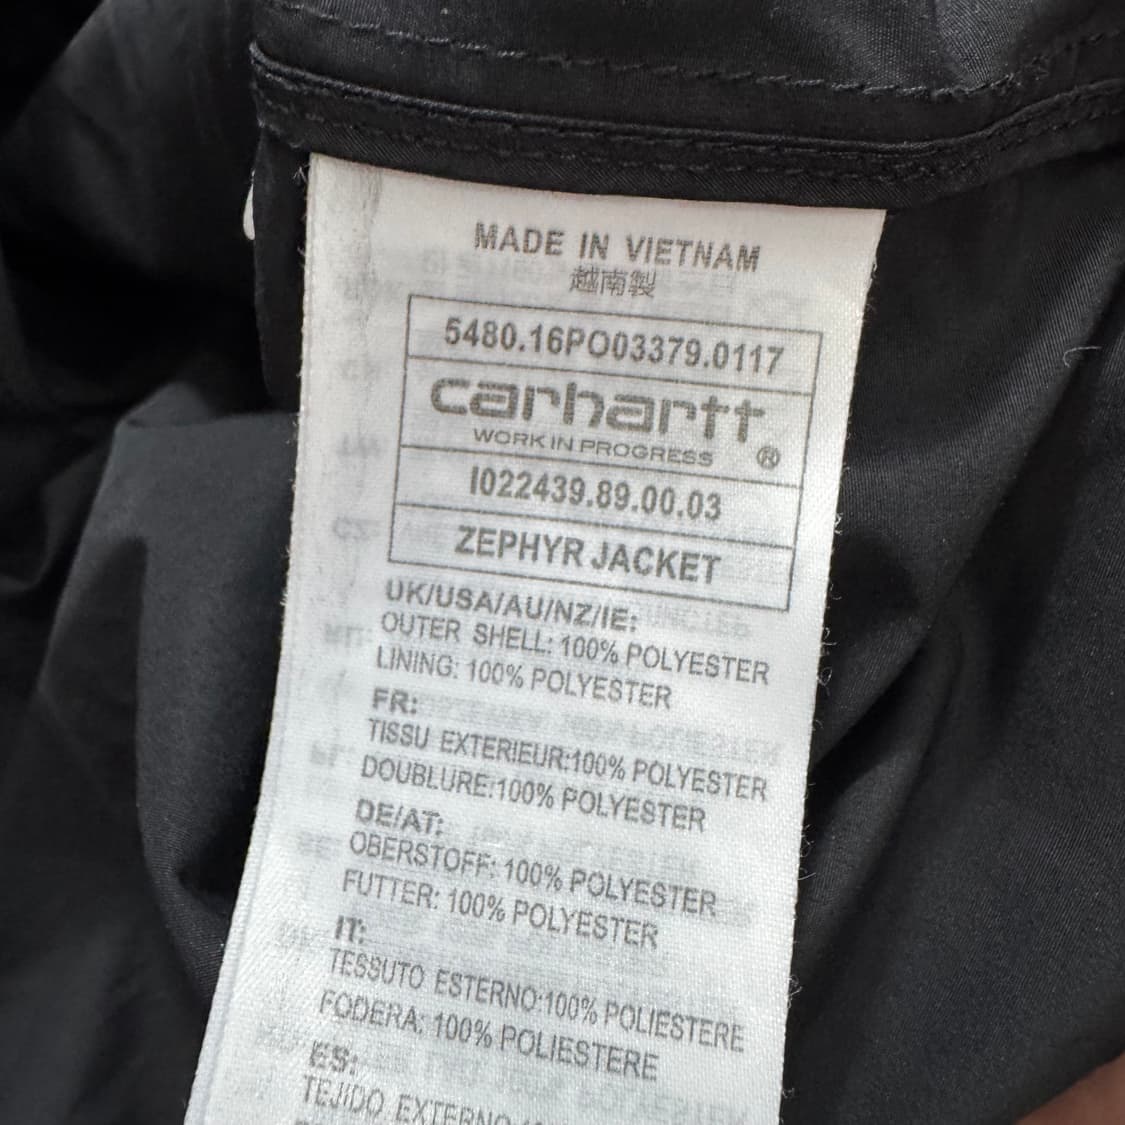 MADE IN VIETNAM
越南製
5480.16PO03379.0117
carhartt
WORK IN PROGRESS ®
I022439.89.00.03
ZEPHYR JACKET
UK/USA/AU/NZ/IE:
OUTER SHELL: 100% POLYESTER
LINING: 100% POLYESTER
FR:
TISSU EXTERIEUR:100% POLYESTER
DOUBLURE:100% POLYESTER
DE/AT:
OBERSTOFF: 100% POLYESTER
FUTTER: 100% POLYESTER
IT:
TESSUTO ESTERNO:100% POLIESTERE
FODERA: 100% POLIESTERE
ES:
TEJIDO EXTERNO